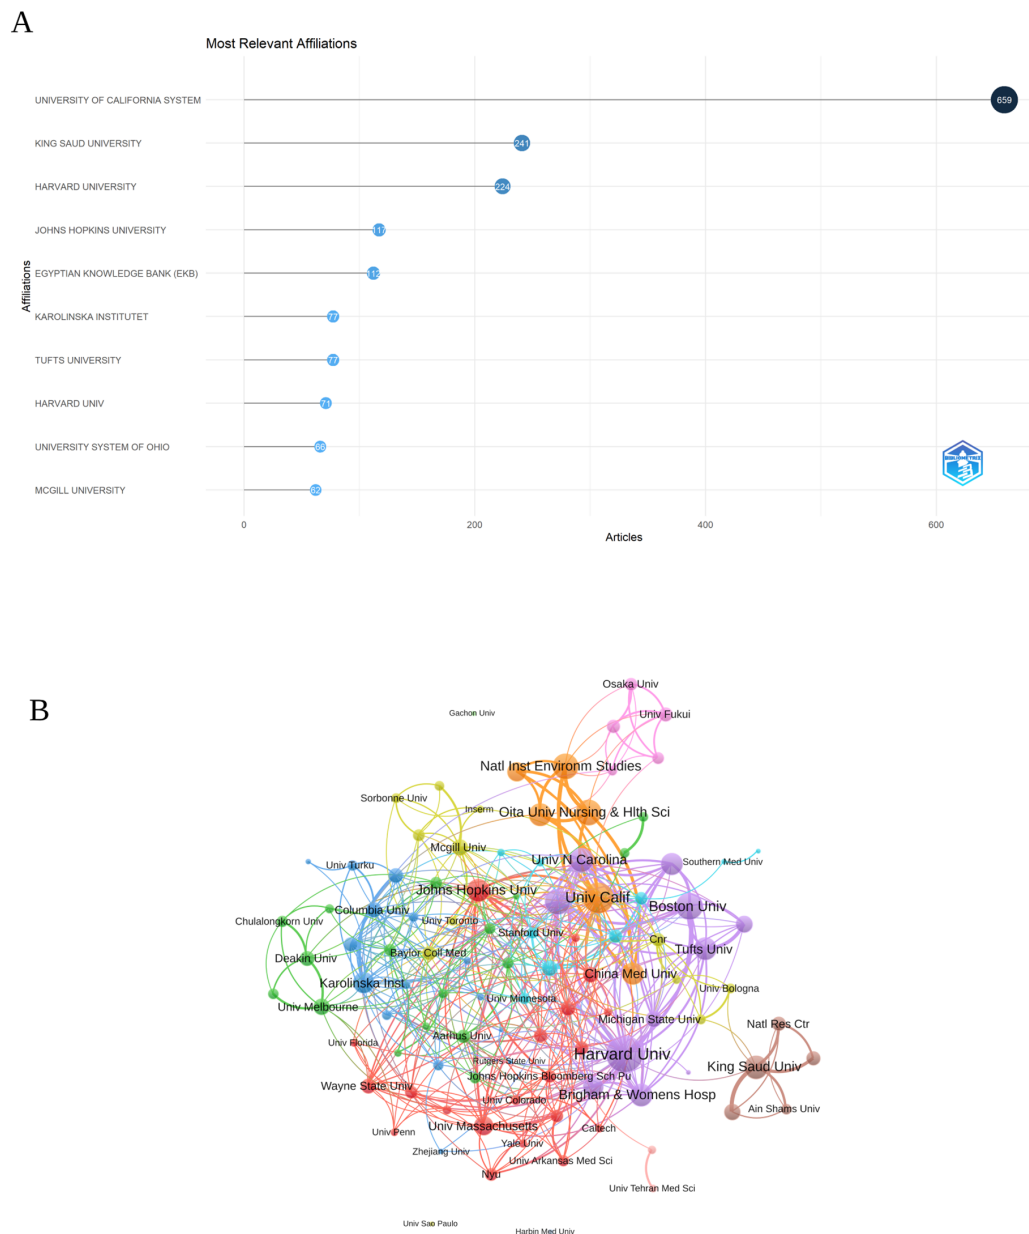 A
Most Relevant Affiliations
UNIVERSITY OF CALIFORNIA SYSTEM
659
KING SAUD UNIVERSITY
241
HARVARD UNIVERSITY
224
JOHNS HOPKINS UNIVERSITY
117
EGYPTIAN KNOWLEDGE BANK (EKB)
112
Affiliations
KAROLINSKA INSTITUTET
77
TUFTS UNIVERSITY
77
HARVARD UNIV
71
UNIVERSITY SYSTEM OF OHIO
66
BIBLIOMETRIX
MCGILL UNIVERSITY
62
0
200
400
600
Articles
B
Osaka Univ
Gachon Univ
Univ Fukui
Natl Inst Environm Studies
Sorbonne Univ
Inserm
Oita Univ Nursing & Hlth Sci
Mcgill Univ
Univ N Carolina
Southern Med Univ
Univ Turku
Johns Hopkins Univ
Univ Calif
Columbia Univ
Boston Univ
Chulalongkorn Univ
Univ Toronto
Stanford Univ
Cnr
Baylor Coll Med
Tufts Univ
Deakin Univ
China Med Univ
Karolinska Inst
Univ Bologna
Univ Minnesota
Univ Melbourne
Michigan State Univ
Natl Res Ctr
Aarhus Univ
Univ Florida
Harvard Univ
Rutgers State Univ
King Saud Univ
Johns Hopkins Bloomberg Sch Pu
Wayne State Univ
Brigham & Womens Hosp
Univ Colorado
Ain Shams Univ
Univ Massachusetts
Caltech
Univ Penn
Yale Univ
Zhejiang Univ
Univ Arkansas Med Sci
Nyu
Univ Tehran Med Sci
Univ Sao Paulo
Harbin Med Univ